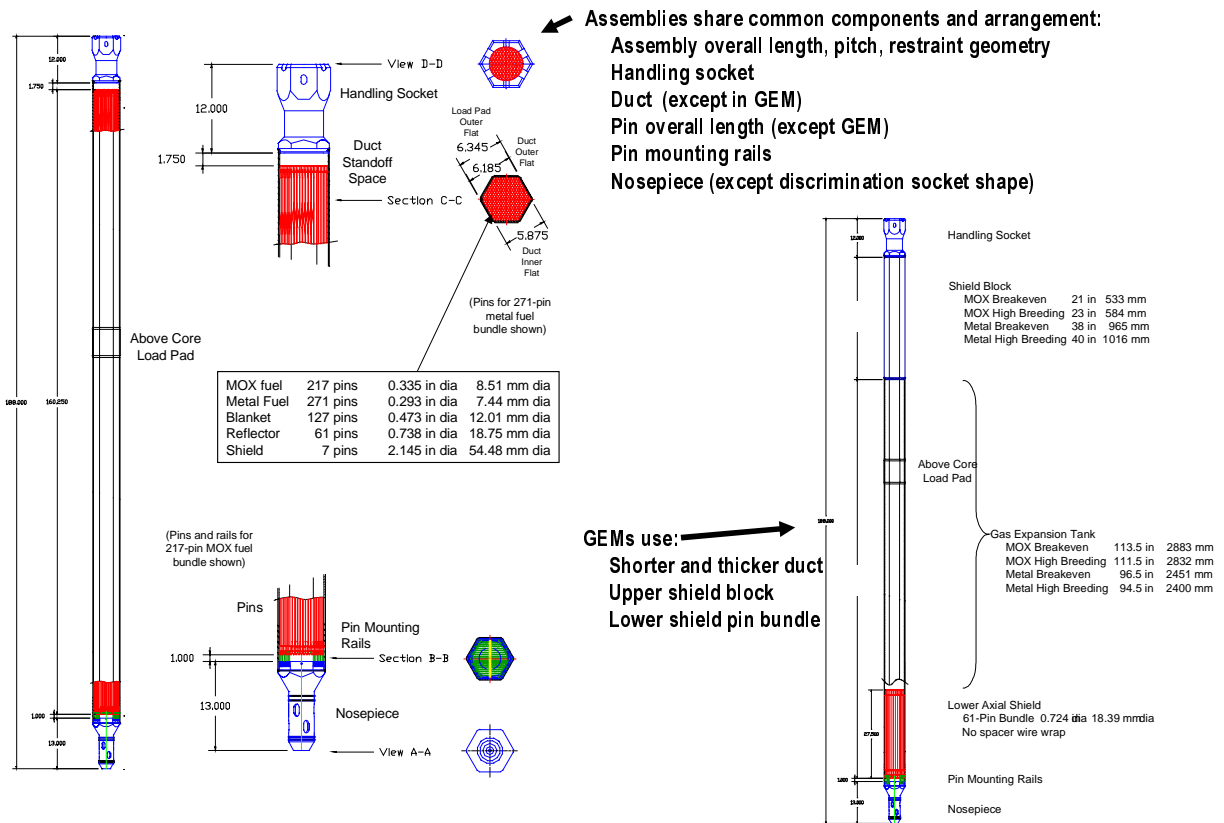 Assemblies share common components and arrangement:
Assembly overall length, pitch, restraint geometry
Handling socket
Duct (except in GEM)
Pin overall length (except GEM)
Pin mounting rails
Nosepiece (except discrimination socket shape)
12.000
1.750
Above Core
Load Pad
160.250
1.000
13.000
View D-D
Handling Socket
12.000
Duct
Standoff
Space
1.750
Section C-C
Load Pad
Outer
Flat
6.345
Duct
Outer
Flat
6.185
5.875
Duct
Inner
Flat
(Pins for 271-pin
metal fuel
bundle shown)
MOX fuel 217 pins 0.335 in dia 8.51 mm dia
Metal Fuel 271 pins 0.293 in dia 7.44 mm dia
Blanket 127 pins 0.473 in dia 12.01 mm dia
Reflector 61 pins 0.738 in dia 18.75 mm dia
Shield 7 pins 2.145 in dia 54.48 mm dia
(Pins and rails for
217-pin MOX fuel
bundle shown)
Pins
Pin Mounting
Rails
1.000
Section B-B
13.000
Nosepiece
View A-A
GEMs use:
Shorter and thicker duct
Upper shield block
Lower shield pin bundle
12.000
Handling Socket
Shield Block
MOX Breakeven 21 in 533 mm
MOX High Breeding 23 in 584 mm
Metal Breakeven 38 in 965 mm
Metal High Breeding 40 in 1016 mm
Above Core
Load Pad
Gas Expansion Tank
MOX Breakeven 113.5 in 2883 mm
MOX High Breeding 111.5 in 2832 mm
Metal Breakeven 96.5 in 2451 mm
Metal High Breeding 94.5 in 2400 mm
Lower Axial Shield
61-Pin Bundle 0.724 in dia 18.39 mm dia
No spacer wire wrap
27.500
1.000
Pin Mounting Rails
13.000
Nosepiece